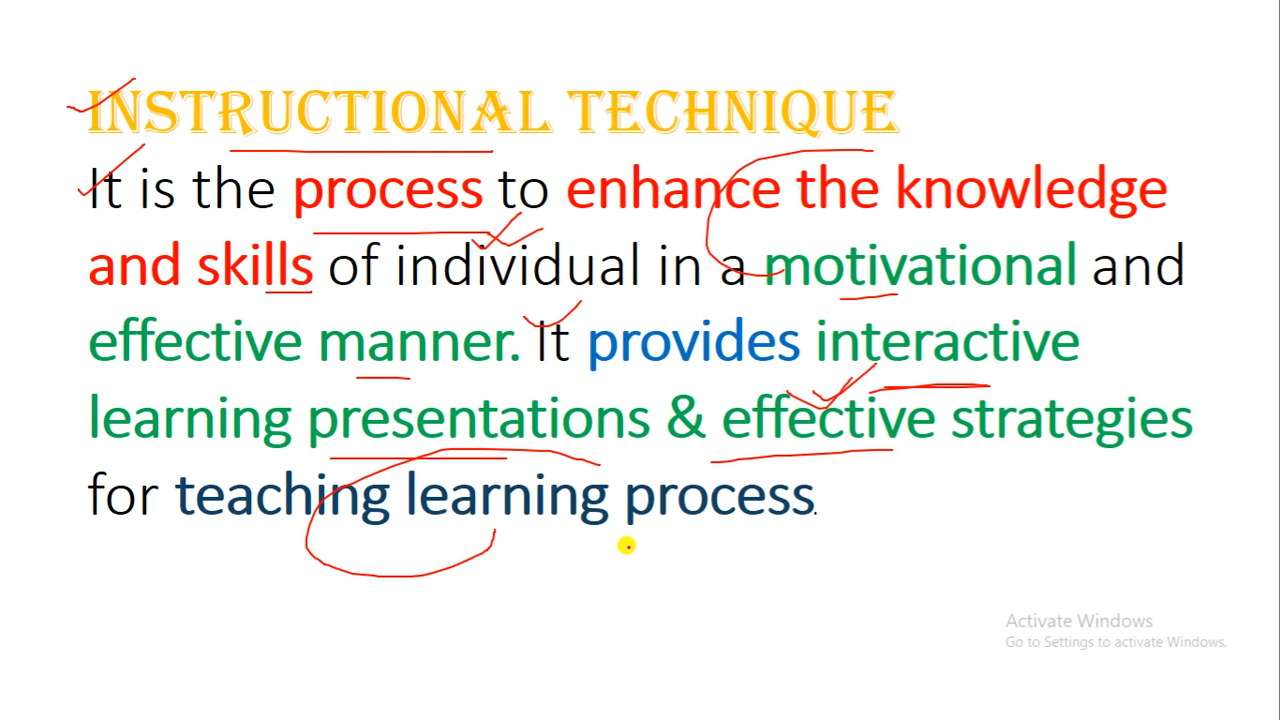 INSTRUCTIONAL TECHNIQUE
It is the process to enhance the knowledge
and skills of individual in a motivational and
effective manner. It provides interactive
learning presentations & effective strategies
for teaching learning process.
Activate Windows
Go to Settings to activate Windows.